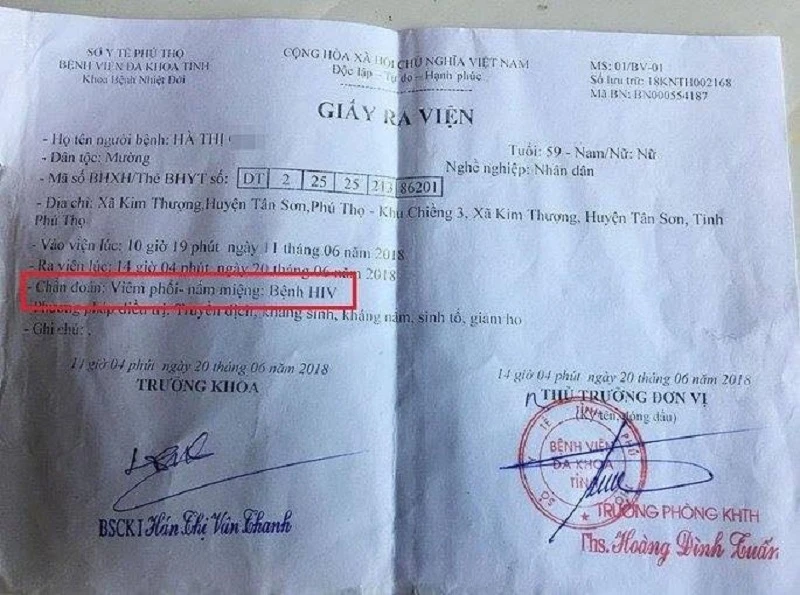 SỞ Y TẾ PHÚ THỌ
BỆNH VIỆN ĐA KHOA TỈNH
Khoa Bệnh Nhiệt Đới
CỘNG HÒA XÃ HỘI CHỦ NGHĨA VIỆT NAM
Độc lập – Tự do – Hạnh phúc
MS: 01/BV-01
Số lưu trữ: 18KNTH002168
Mã BN: BN000554187
GIẤY RA VIỆN
- Họ tên người bệnh: HÀ THỊ
Tuổi: 59 - Nam/Nữ: Nữ
- Dân tộc: Mường
Nghề nghiệp: Nhân dân
- Mã số BHXH/Thẻ BHYT số: DT 2 25 25 213 86201
- Địa chỉ: Xã Kim Thượng,Huyện Tân Sơn,Phú Thọ - Khu Chiềng 3, Xã Kim Thượng, Huyện Tân Sơn, Tỉnh
Phú Thọ
- Vào viện lúc: 10 giờ 19 phút ngày 11 tháng 06 năm 2018
- Ra viện lúc: 14 giờ 04 phút ngày 20 tháng 06 năm 2018
- Chẩn đoán: Viêm phổi- nấm miệng: Bệnh HIV
- Phương pháp điều trị: Truyền dịch, kháng sinh, kháng nấm, sinh tố, giảm ho
- Ghi chú: .
14 giờ 04 phút ngày 20 tháng 06 năm 2018
TRƯỞNG KHOA
14 giờ 04 phút ngày 20 tháng 06 năm 2018
THỦ TRƯỞNG ĐƠN VỊ
(Ký tên, đóng dấu)
BỆNH VIỆN
ĐA KHOA
TỈNH
BSCKI Hán Thị Vân Thanh
TRƯỞNG PHÒNG KHTH
Ths. Hoàng Đình Tuấn